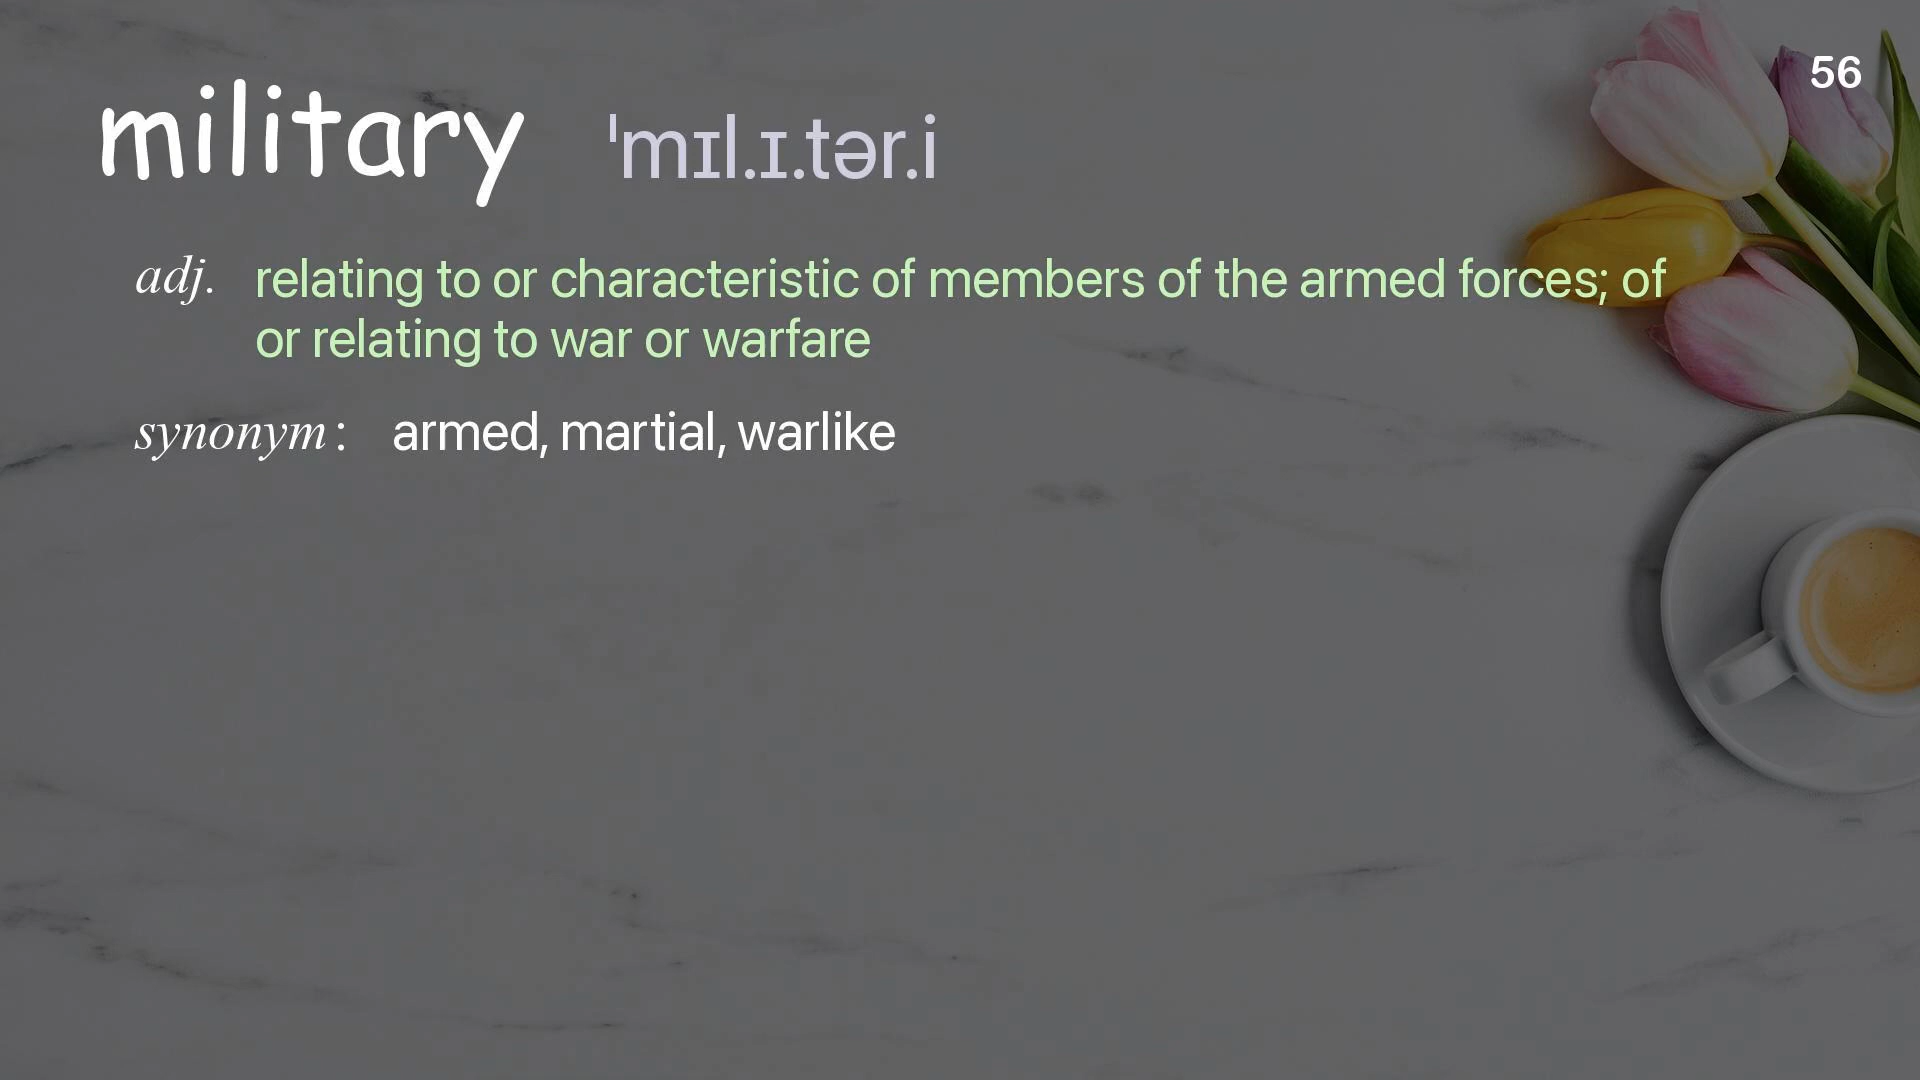 56
military ˈmɪl.ɪ.tər.i
adj. relating to or characteristic of members of the armed forces; of
or relating to war or warfare
synonym : armed, martial, warlike